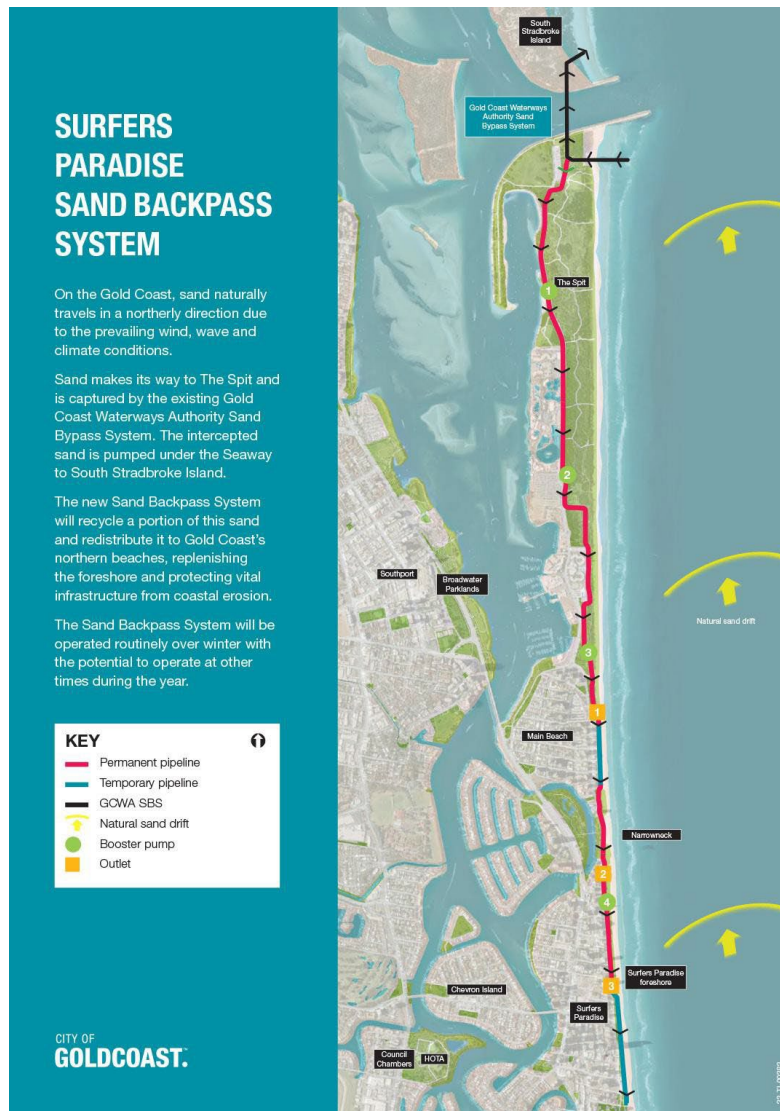 SURFERS
PARADISE
SAND BACKPASS
SYSTEM
On the Gold Coast, sand naturally
travels in a northerly direction due
to the prevailing wind, wave and
climate conditions.
Sand makes its way to The Spit and
is captured by the existing Gold
Coast Waterways Authority Sand
Bypass System. The intercepted
sand is pumped under the Seaway
to South Stradbroke Island.
The new Sand Backpass System
will recycle a portion of this sand
and redistribute it to Gold Coast's
northern beaches, replenishing
the foreshore and protecting vital
infrastructure from coastal erosion.
The Sand Backpass System will be
operated routinely over winter with
the potential to operate at other
times during the year.
KEY
Permanent pipeline
Temporary pipeline
GCWA SBS
Natural sand drift
Booster pump
Outlet
CITY OF
GOLDCOAST.
South
Stradbroke
Island
Gold Coast Waterways
Authority Sand
Bypass System
1
The Spit
2
Southport
Broadwater
Parklands
Natural sand drift
3
1
Main Beach
Narrowneck
2
4
Surfers Paradise
foreshore
3
Chevron Island
Surfers
Paradise
Council
Chambers
HOTA